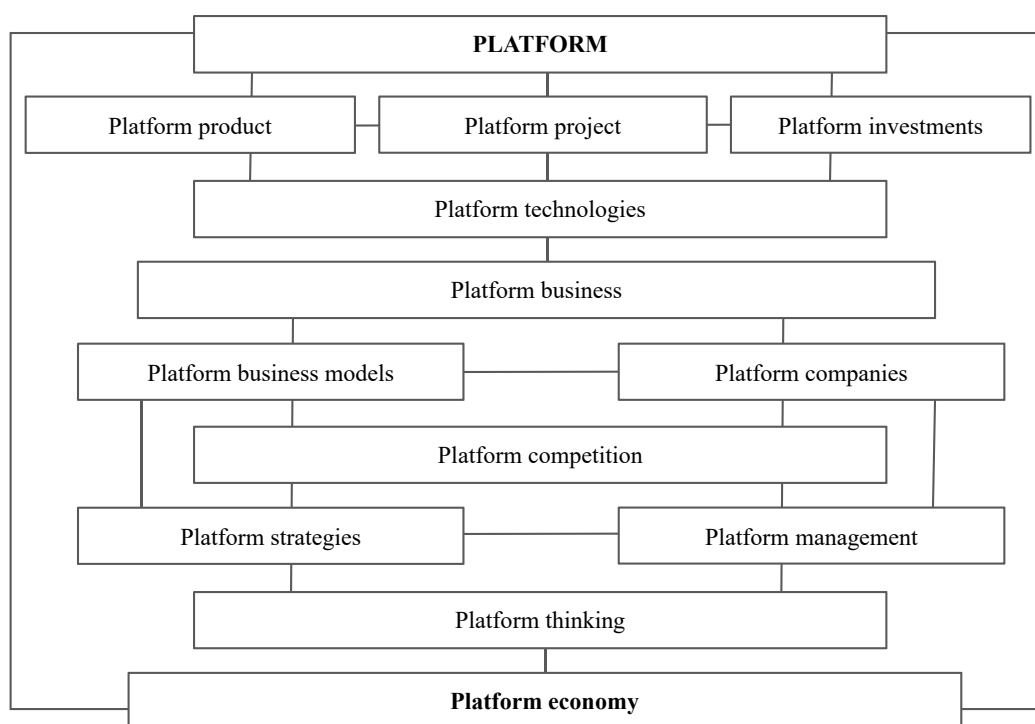 PLATFORM
Platform product
Platform project
Platform investments
Platform technologies
Platform business
Platform business models
Platform companies
Platform competition
Platform strategies
Platform management
Platform thinking
Platform economy